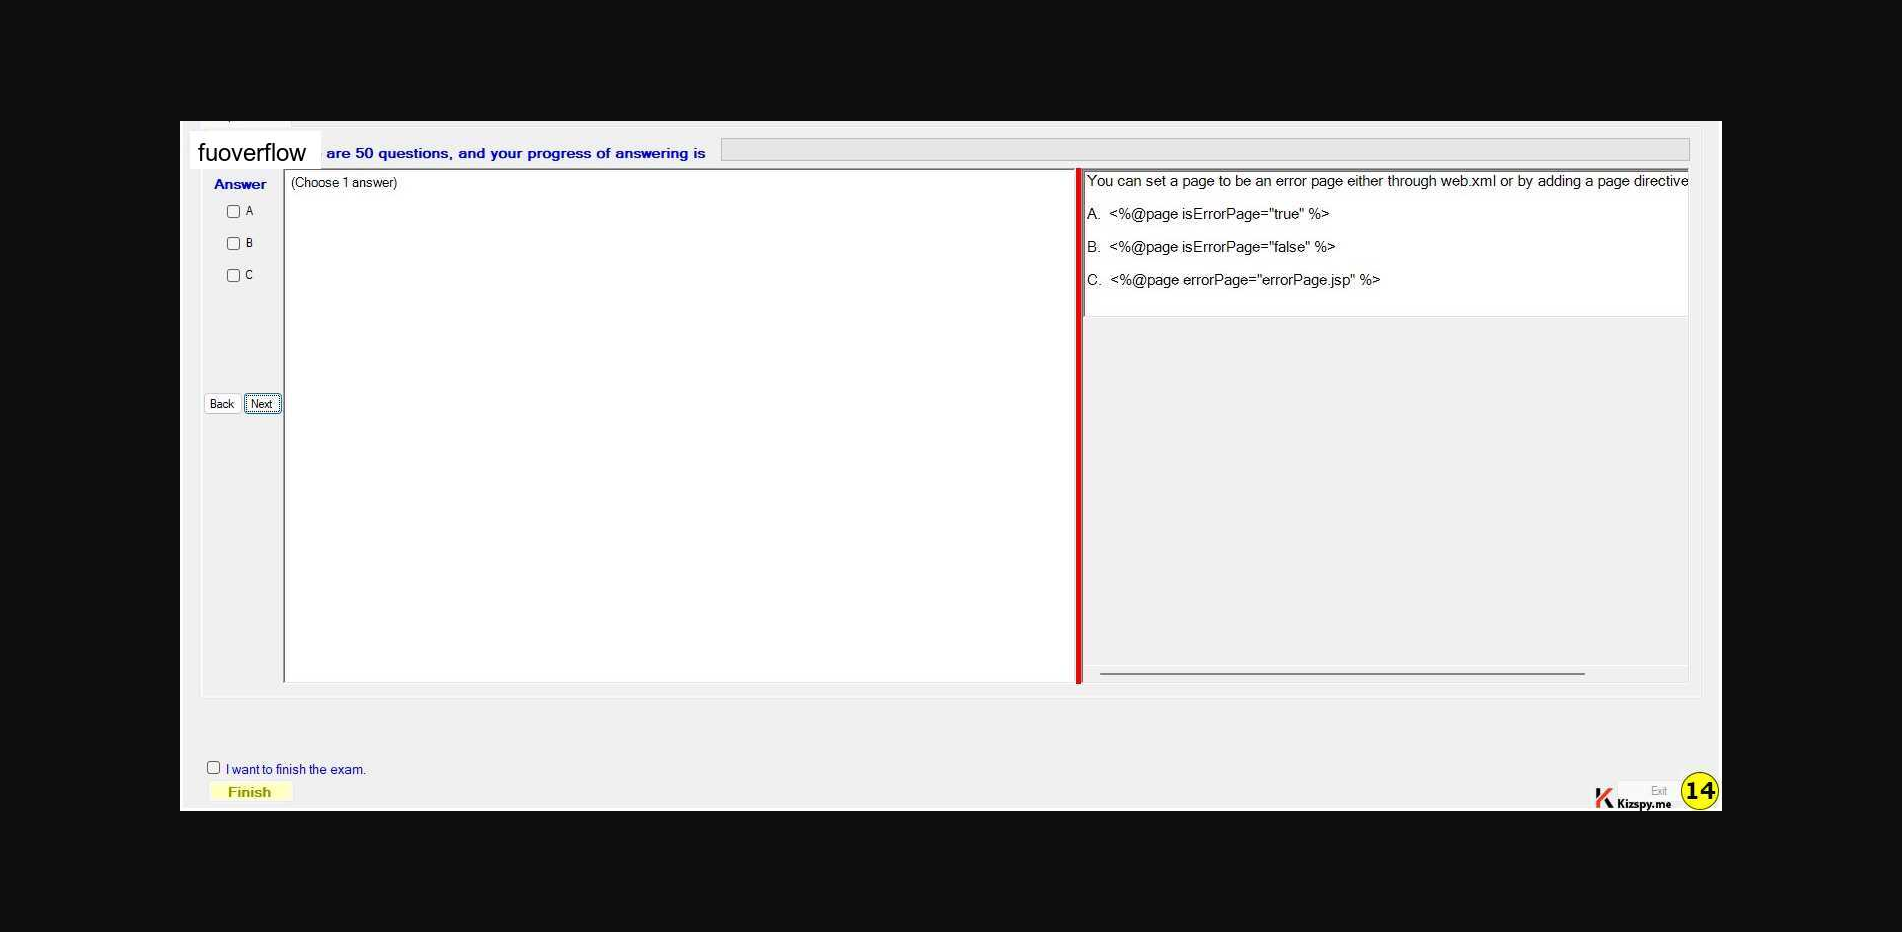 fuoverflow are 50 questions, and your progress of answering is
Answer
A
B
C
Back Next
(Choose 1 answer)
You can set a page to be an error page either through web.xml or by adding a page directive
A. <%@page isErrorPage="true" %>
B. <%@page isErrorPage="false" %>
C. <%@page errorPage="errorPage.jsp" %>
I want to finish the exam.
Finish
Exit
Kizspy.me
14